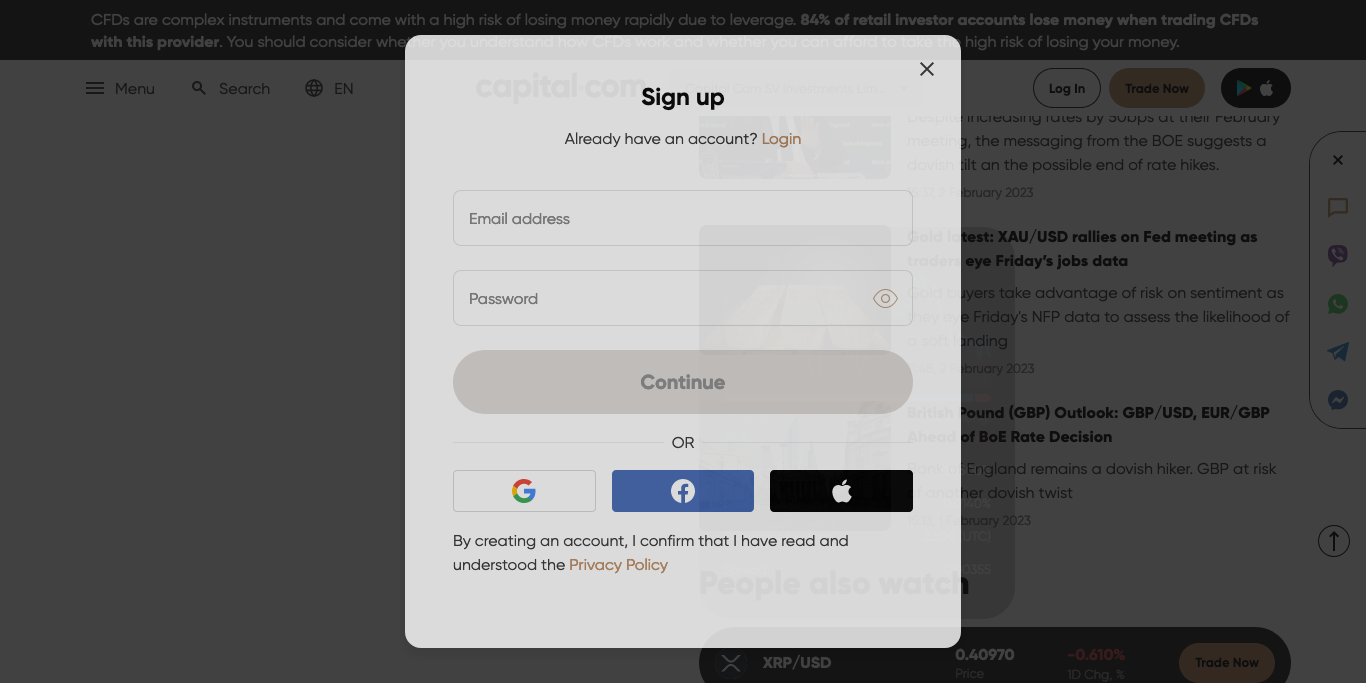 CFDs are complex instruments and come with a high risk of losing money rapidly due to leverage. 84% of retail investor accounts lose money when trading CFDs
with this provider. You should consider whether you understand how CFDs work and whether you can afford to take the high risk of losing your money.
Menu
Search
EN
capital.com
Log In
Trade Now
Sign up
Already have an account? Login
Email address
Password
Continue
OR
By creating an account, I confirm that I have read and
understood the Privacy Policy
Despite increasing rates by 50bps at their February
meeting, the messaging from the BOE suggests a
dovish tilt an the possible end of rate hikes.
2 February 2023
Gold latest: XAU/USD rallies on Fed meeting as
traders eye Friday's jobs data
Gold buyers take advantage of risk on sentiment as
they eye Friday's NFP data to assess the likelihood of
a soft landing
2 February 2023
British Pound (GBP) Outlook: GBP/USD, EUR/GBP
Ahead of BoE Rate Decision
Bank of England remains a dovish hiker. GBP at risk
of another dovish twist
February 2023
(UTC)
People also watch
XRP/USD
0.40970
Price
-0.610%
1D Chg, %
Trade Now